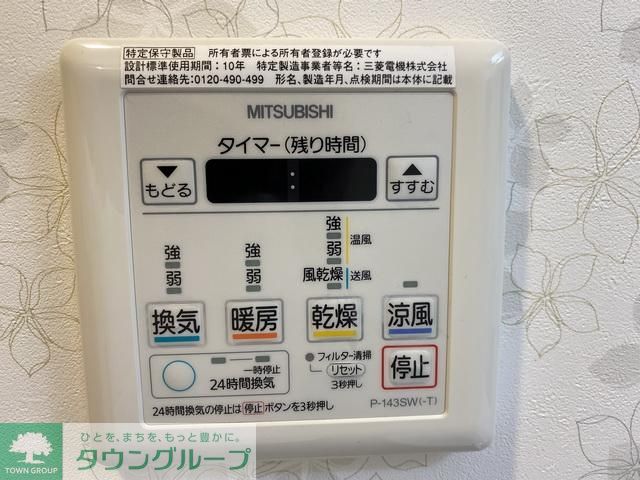 特定保守製品 所有者票による所有者登録が必要です
設計標準使用期間：10年 特定製造事業者等名：三菱電機株式会社
問合せ連絡先：0120-490-499 形名、製造年月、点検期間は本体に記載
MITSUBISHI
タイマー(残り時間)
▼ もどる
:
▲ すすむ
強
弱
強
弱
強
弱
温風
風乾燥
送風
換気
暖房
乾燥
涼風
一時停止
24時間換気
フィルター清掃
リセット
3秒押し
停止
24時間換気の停止は 停止 ボタンを3秒押し
P-143SW(-T)
TOWN GROUP
ひとを、まちを、もっと豊かに。
タウングループ